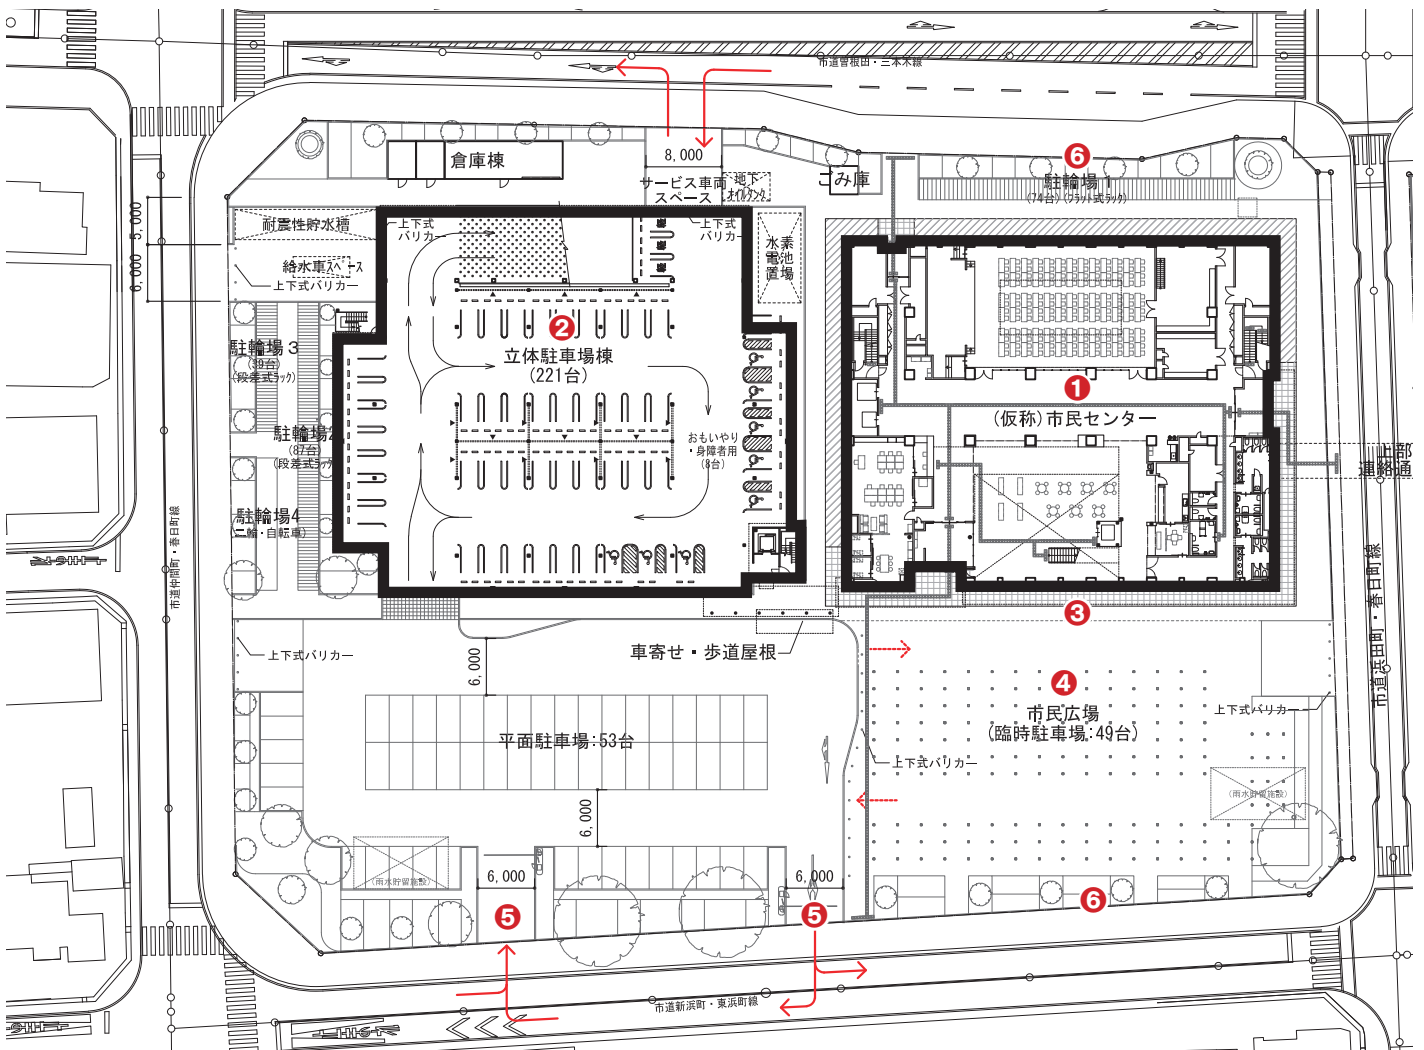 市道曽根田・三本木線
倉庫棟
8,000
サービス車両
スペース
地下
オイルタンク
ごみ庫
6
駐輪場1
(74台)(フラット式ラック)
耐震性貯水槽
上下式
バリカー
上下式
バリカー
水素
電池
置場
5,000
6,000
給水車スペース
上下式バリカー
駐輪場3
(39台)
(段差式ラック)
2
立体駐車場棟
(221台)
1
(仮称)市民センター
駐輪場2
(87台)
(段差式ラック)
おもいやり
・身障者用
(8台)
上部
連絡通
駐輪場4
(二輪・自転車)
市道仲間町・春日町線
市道浜田町・春日町線
3
上下式バリカー
6,000
車寄せ・歩道屋根
4
市民広場
(臨時駐車場:49台)
上下式バリカー
平面駐車場:53台
上下式バリカー
(雨水貯留施設)
6,000
(雨水貯留施設)
6,000
6,000
5
5
6
市道新浜町・東浜町線